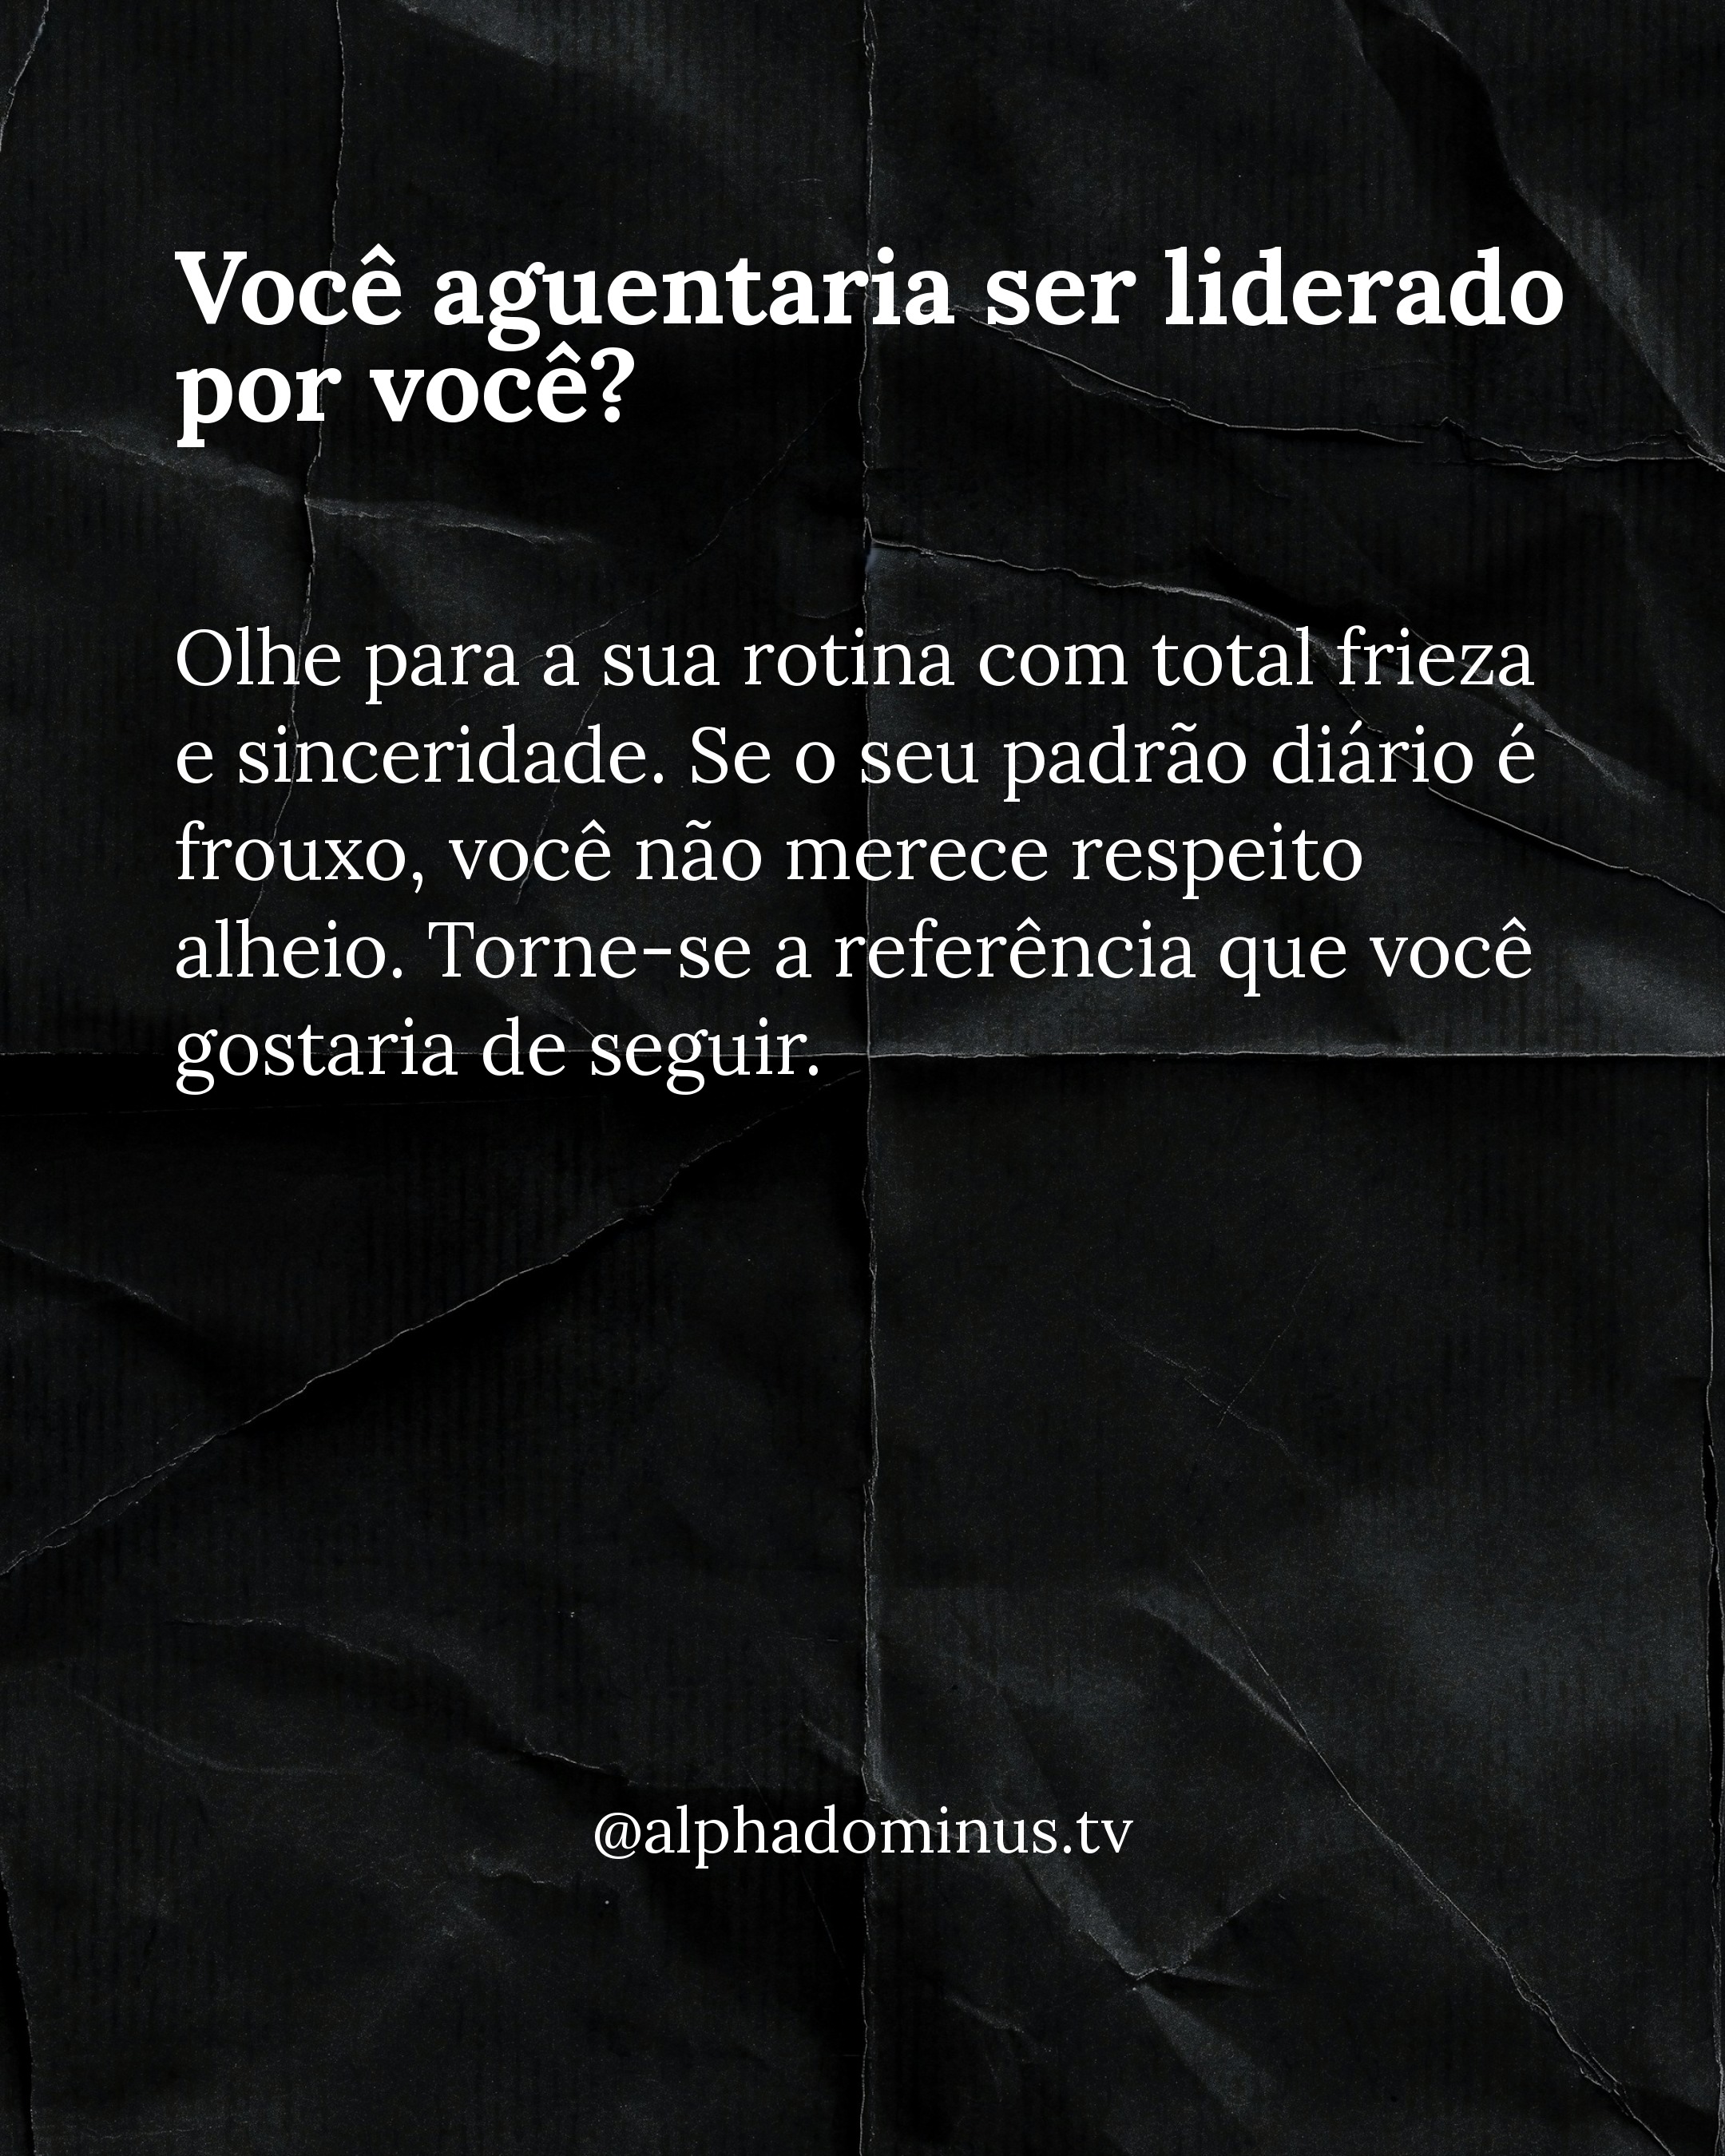 Você aguentaria ser liderado
por você?
Olhe para a sua rotina com total frieza
e sinceridade. Se o seu padrão diário é
frouxo, você não merece respeito
alheio. Torne-se a referência que você
gostaria de seguir.
@alphadominus.tv